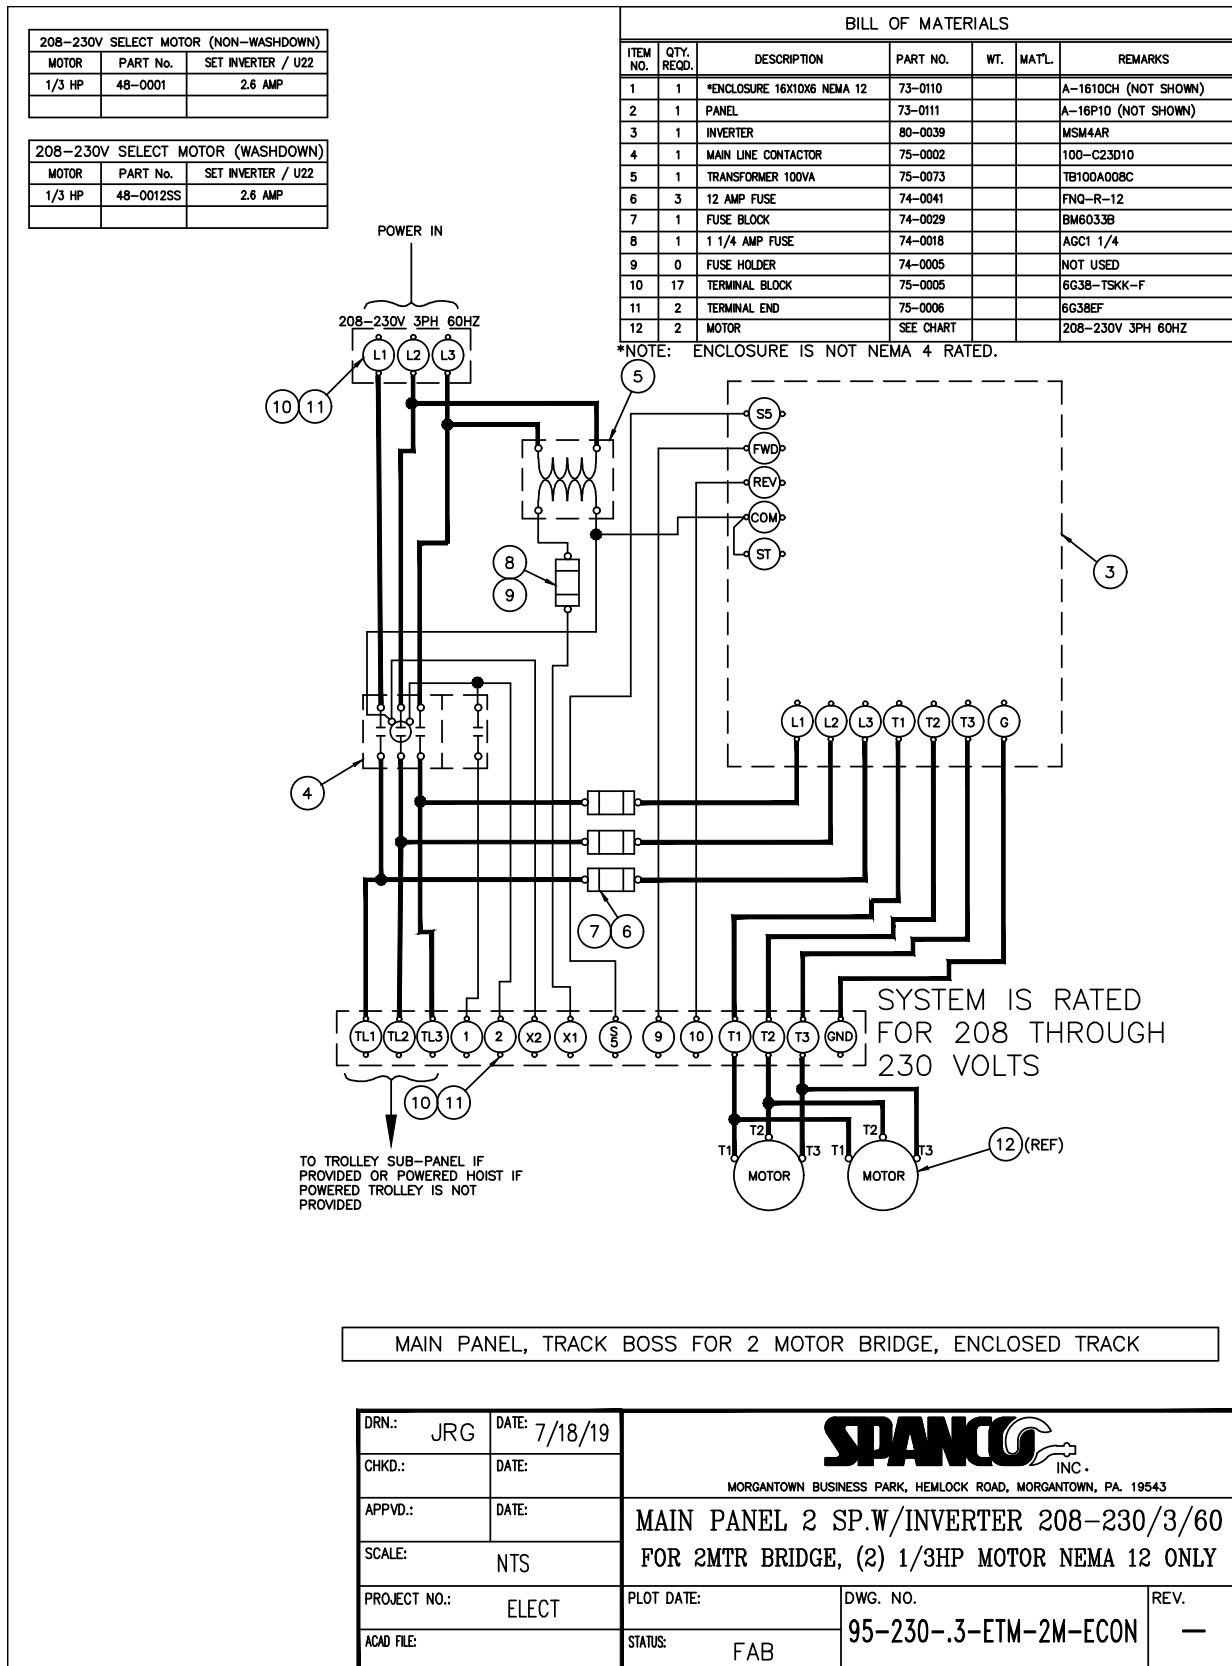 208-230V SELECT MOTOR (NON-WASHDOWN)
MOTOR PART No. SET INVERTER / U22
1/3 HP 48-0001 2.6 AMP
208-230V SELECT MOTOR (WASHDOWN)
MOTOR PART No. SET INVERTER / U22
1/3 HP 48-0012SS 2.6 AMP
BILL OF MATERIALS
ITEM NO. QTY. REQD. DESCRIPTION PART NO. WT. MAT'L. REMARKS
1 1 *ENCLOSURE 16X10X6 NEMA 12 73-0110 A-1610CH (NOT SHOWN)
2 1 PANEL 73-0111 A-16P10 (NOT SHOWN)
3 1 INVERTER 80-0039 MSM4AR
4 1 MAIN LINE CONTACTOR 75-0002 100-C23D10
5 1 TRANSFORMER 100VA 75-0073 TB100A008C
6 3 12 AMP FUSE 74-0041 FNQ-R-12
7 1 FUSE BLOCK 74-0029 BM6033B
8 1 1 1/4 AMP FUSE 74-0018 AGC1 1/4
9 0 FUSE HOLDER 74-0005 NOT USED
10 17 TERMINAL BLOCK 75-0005 6G38-TSKK-F
11 2 TERMINAL END 75-0006 6G38EF
12 2 MOTOR SEE CHART 208-230V 3PH 60HZ
*NOTE: ENCLOSURE IS NOT NEMA 4 RATED.
POWER IN
208-230V 3PH 60HZ
L1 L2 L3
10 11
5
S5
FWD
REV
COM
ST
8
9
3
L1 L2 L3 T1 T2 T3 G
4
7 6
SYSTEM IS RATED
FOR 208 THROUGH
230 VOLTS
TL1 TL2 TL3 1 2 X2 X1 S5 9 10 T1 T2 T3 GND
10 11
T1 T2 T3 T1 T2 T3
MOTOR MOTOR
12 (REF)
TO TROLLEY SUB-PANEL IF
PROVIDED OR POWERED HOIST IF
POWERED TROLLEY IS NOT
PROVIDED
MAIN PANEL, TRACK BOSS FOR 2 MOTOR BRIDGE, ENCLOSED TRACK
DRN.: JRG DATE: 7/18/19
CHKD.: DATE:
APPVD.: DATE:
SCALE: NTS
PROJECT NO.: ELECT
ACAD FILE:
SPANCO INC.
MORGANTOWN BUSINESS PARK, HEMLOCK ROAD, MORGANTOWN, PA. 19543
MAIN PANEL 2 SP.W/INVERTER 208-230/3/60
FOR 2MTR BRIDGE, (2) 1/3HP MOTOR NEMA 12 ONLY
PLOT DATE:
STATUS: FAB
DWG. NO.
95-230-.3-ETM-2M-ECON
REV.
—